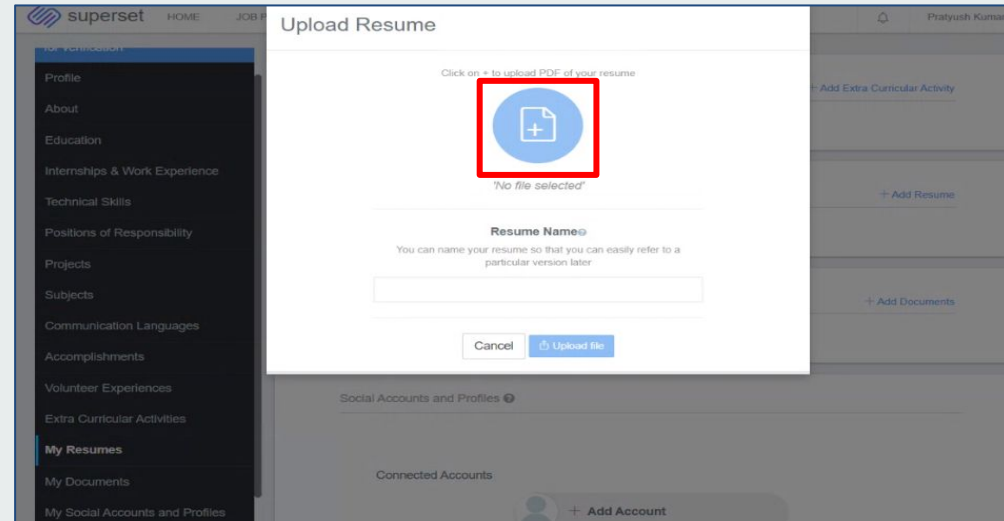 superset HOME JOB P
Pratyush Kumar
for verification
Profile
About
Education
Internships & Work Experience
Technical Skills
Positions of Responsibility
Projects
Subjects
Communication Languages
Accomplishments
Volunteer Experiences
Extra Curricular Activities
My Resumes
My Documents
My Social Accounts and Profiles
Upload Resume
Click on + to upload PDF of your resume
'No file selected'
Resume Name
You can name your resume so that you can easily refer to a
particular version later
Cancel Upload file
+ Add Extra Curricular Activity
+ Add Resume
+ Add Documents
Social Accounts and Profiles
Connected Accounts
+ Add Account